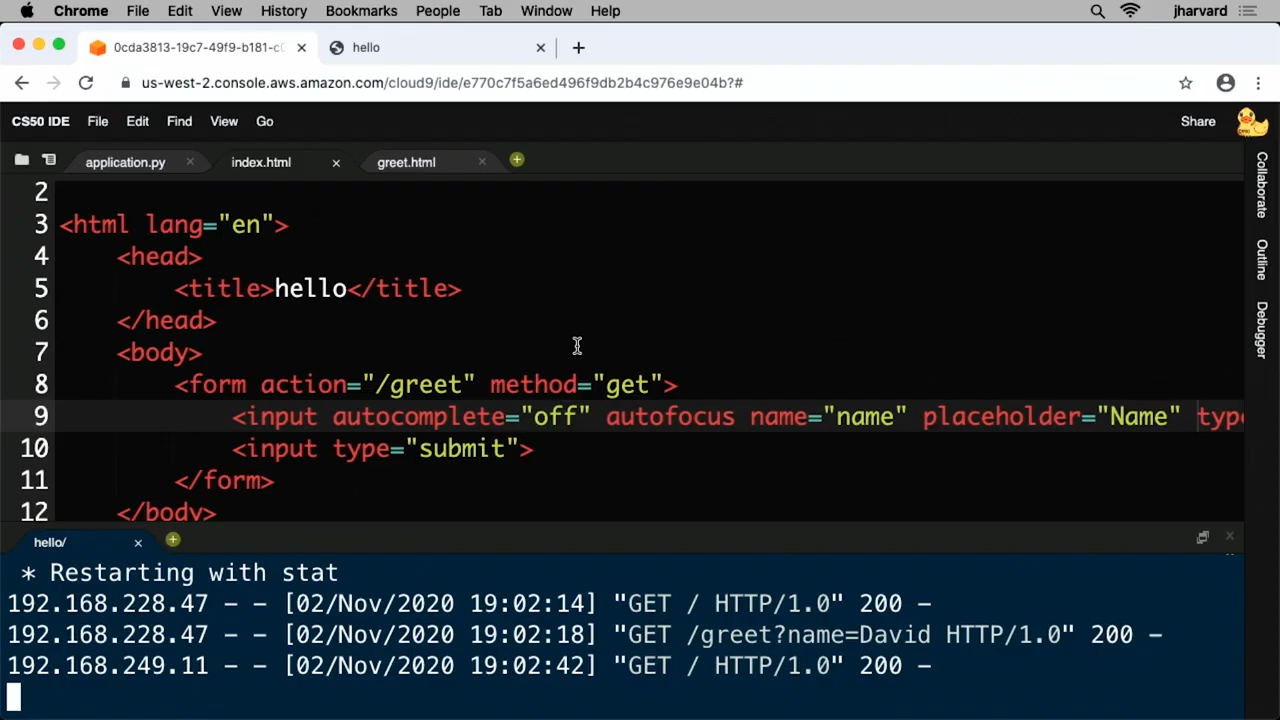 Chrome File Edit View History Bookmarks People Tab Window Help jharvard
0cda3813-19c7-49f9-b181-c0 hello
us-west-2.console.aws.amazon.com/cloud9/ide/e770c7f5a6ed496f9db2b4c976e9e04b?#
CS50 IDE File Edit Find View Go Share
application.py index.html greet.html
2
3 <html lang="en">
4 <head>
5 <title>hello</title>
6 </head>
7 <body>
8 <form action="/greet" method="get">
9 <input autocomplete="off" autofocus name="name" placeholder="Name" type
10 <input type="submit">
11 </form>
12 </body>
Collaborate
Outline
Debugger
hello/
* Restarting with stat
192.168.228.47 - - [02/Nov/2020 19:02:14] "GET / HTTP/1.0" 200 -
192.168.228.47 - - [02/Nov/2020 19:02:18] "GET /greet?name=David HTTP/1.0" 200 -
192.168.249.11 - - [02/Nov/2020 19:02:42] "GET / HTTP/1.0" 200 -